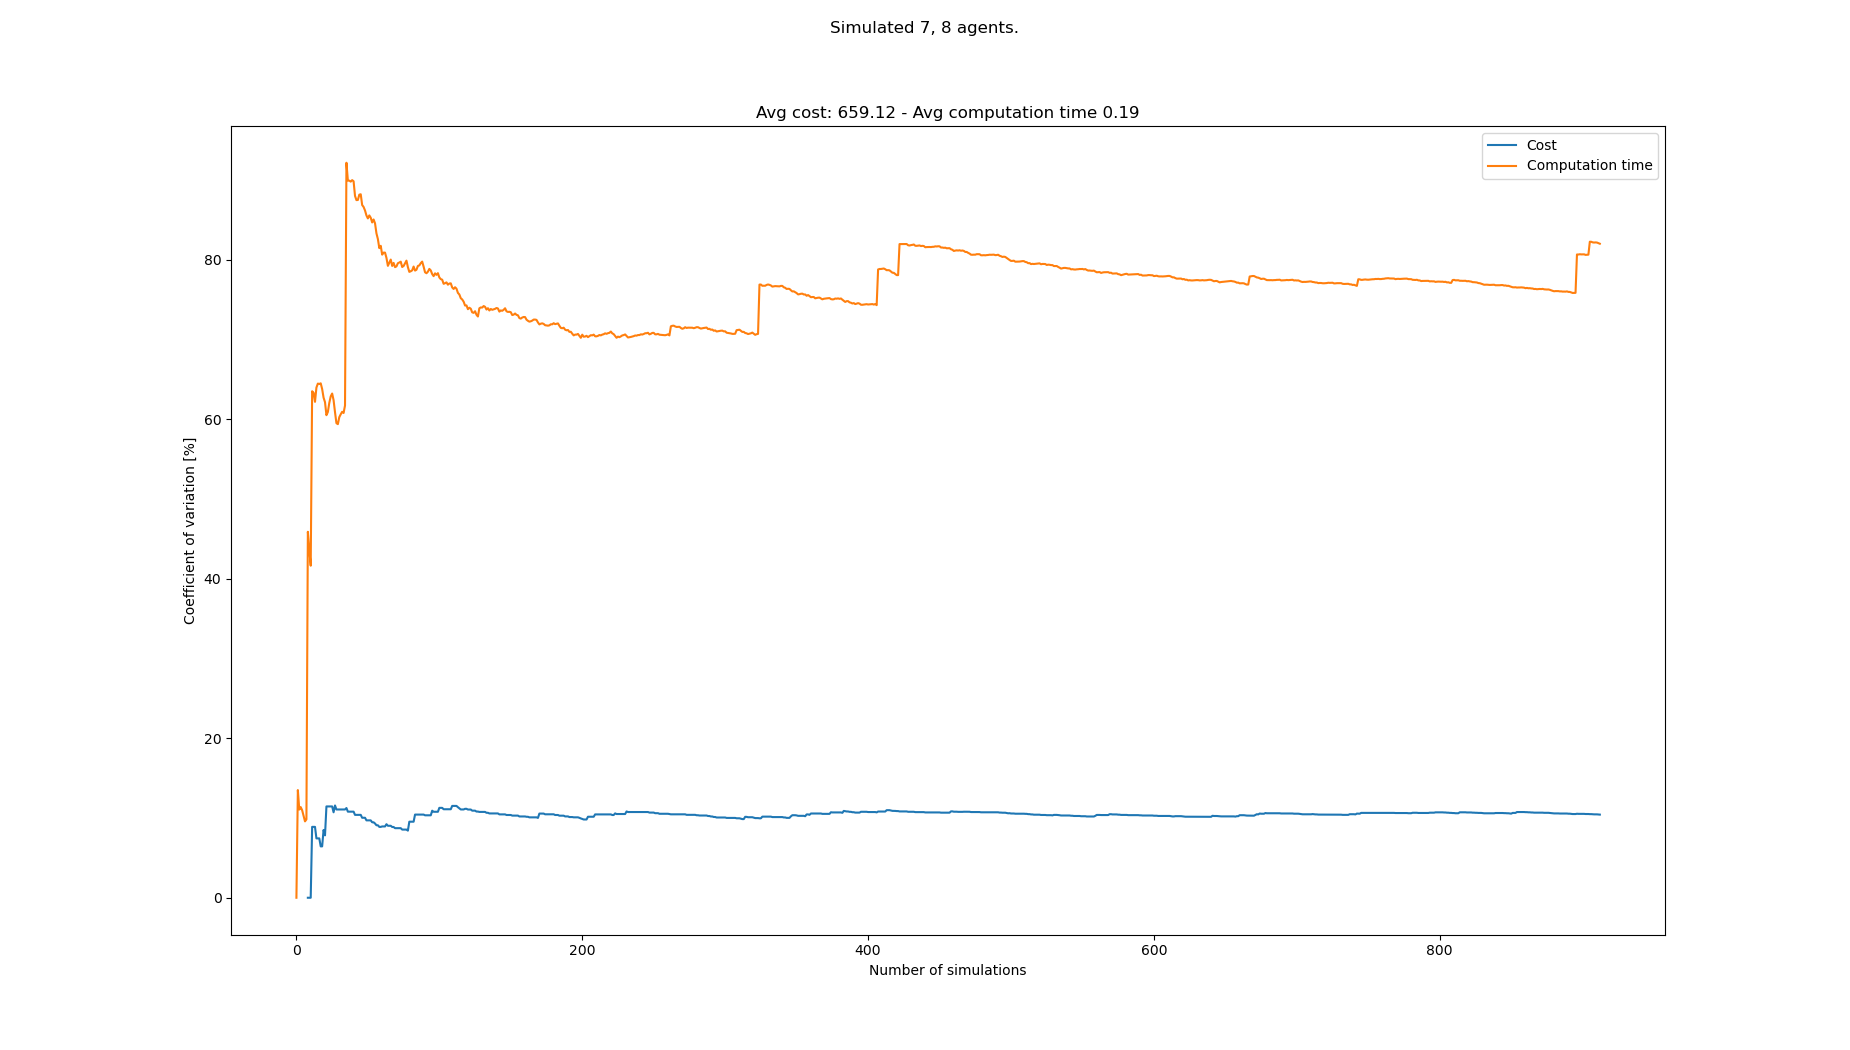 Simulated 7, 8 agents.
Avg cost: 659.12 - Avg computation time 0.19
Cost
Computation time
80
60
40
20
0
Coefficient of variation [%]
0 200 400 600 800
Number of simulations